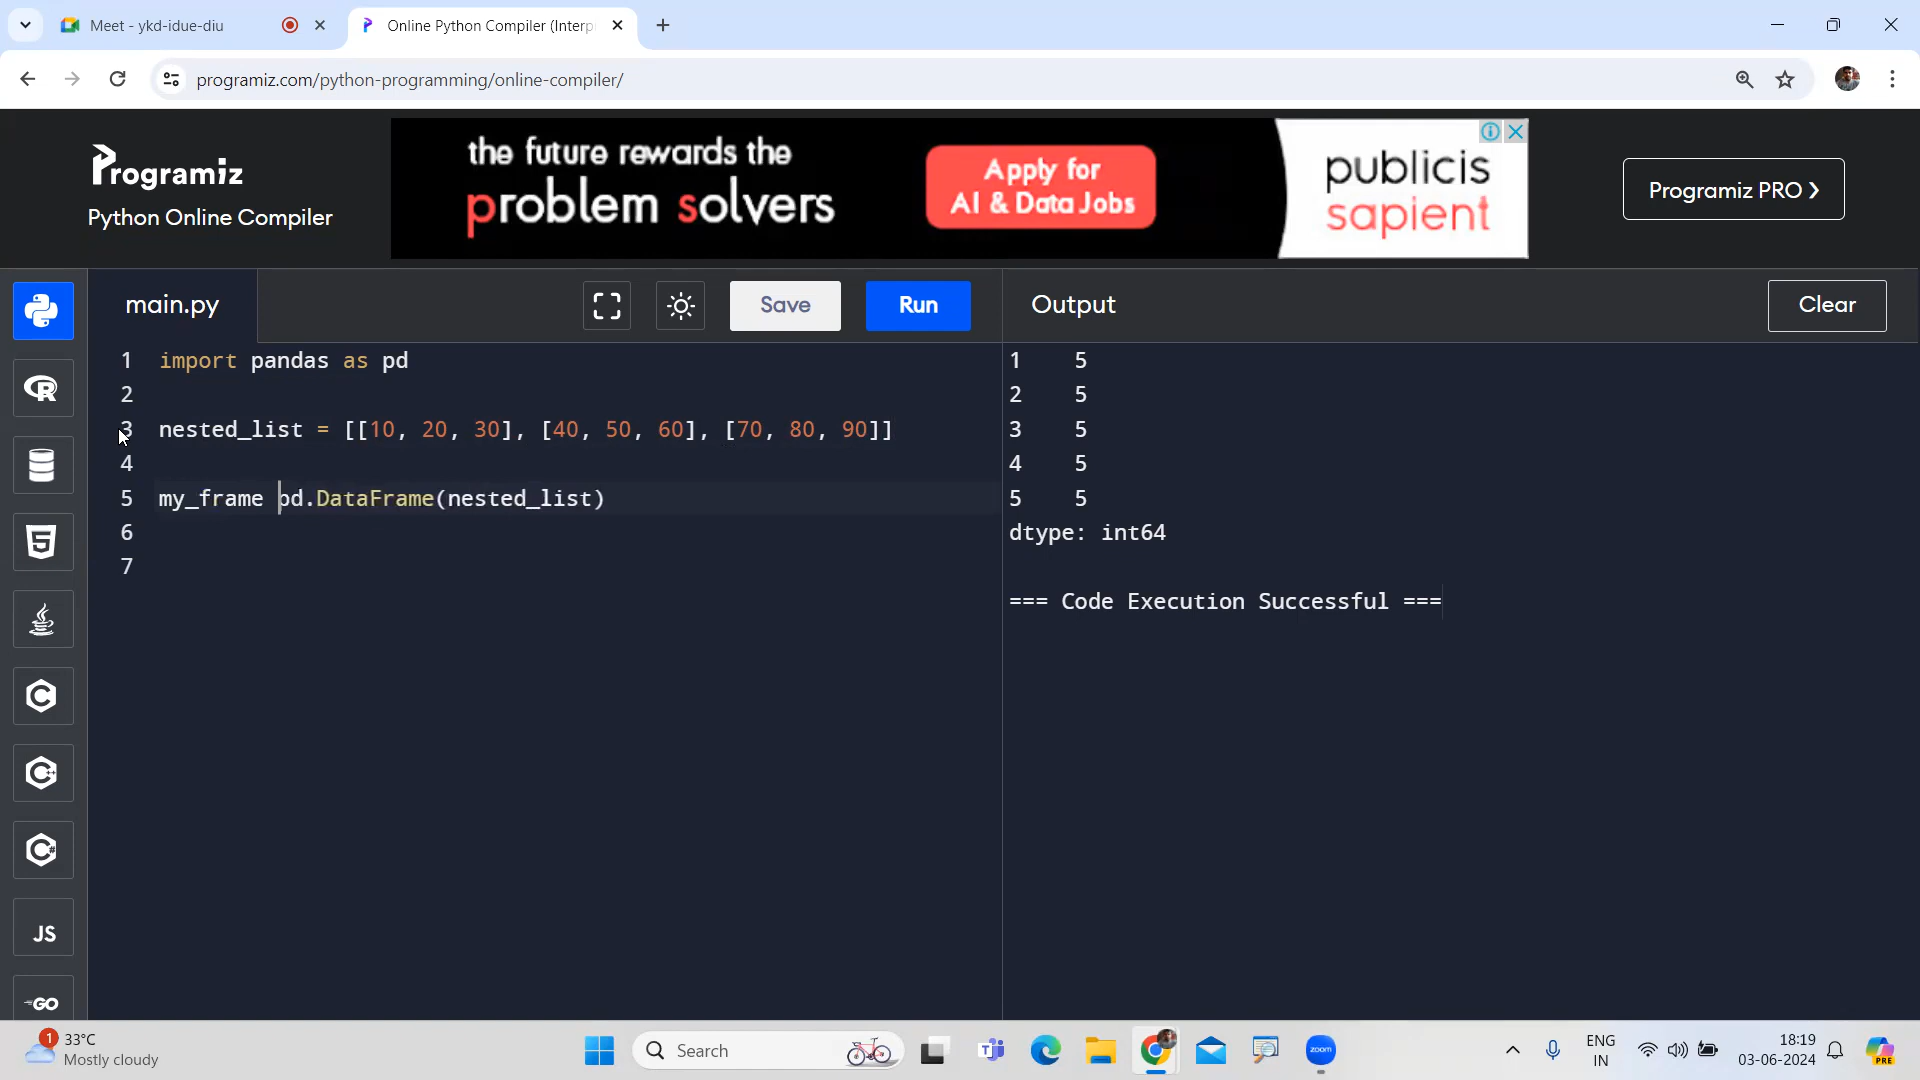 Meet - ykd-idue-diu
Online Python Compiler (Interp
programiz.com/python-programming/online-compiler/
Programiz
Python Online Compiler
the future rewards the
problem solvers
Apply for
AI & Data Jobs
publicis
sapient
Programiz PRO ❯
main.py
Save
Run
Output
Clear
1 import pandas as pd
2
3 nested_list = [[10, 20, 30], [40, 50, 60], [70, 80, 90]]
4
5 my_frame pd.DataFrame(nested_list)
6
7
1 5
2 5
3 5
4 5
5 5
dtype: int64
=== Code Execution Successful ===
R
5
C
C++
C#
JS
GO
1
33°C
Mostly cloudy
Search
zoom
ENG
IN
18:19
03-06-2024
PRE